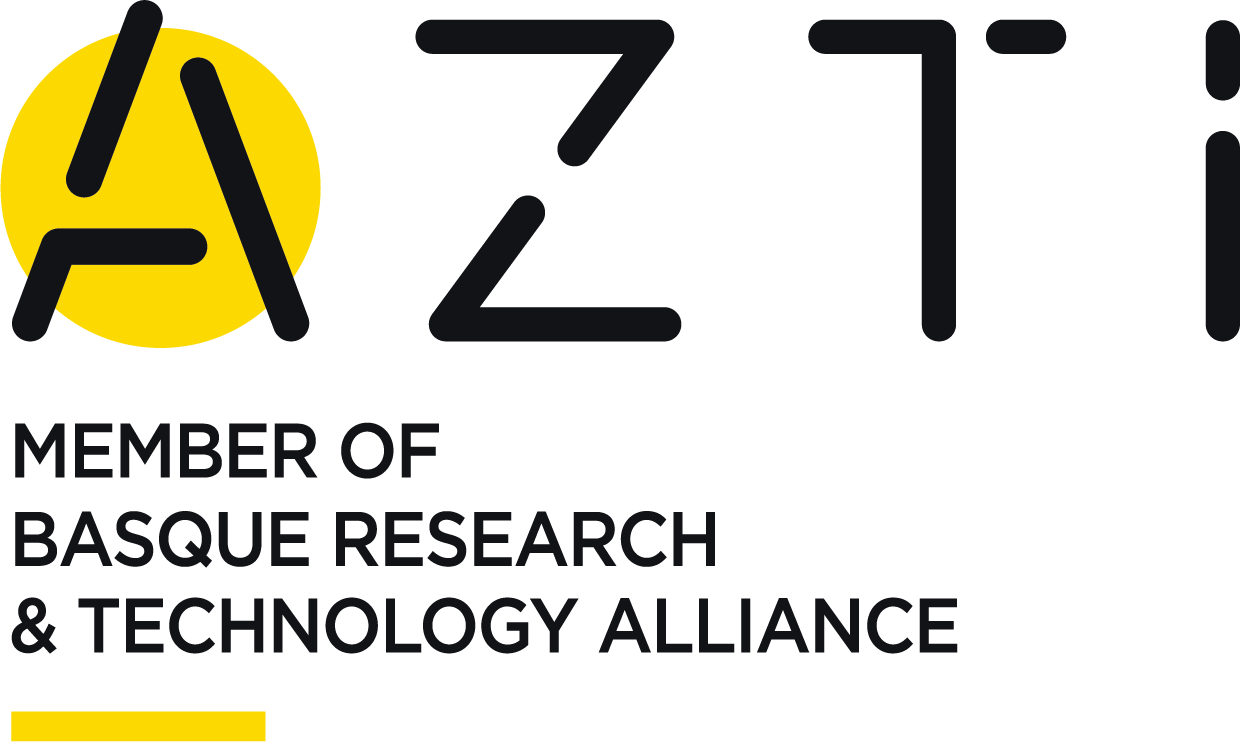 AZTi
MEMBER OF
BASQUE RESEARCH
& TECHNOLOGY ALLIANCE